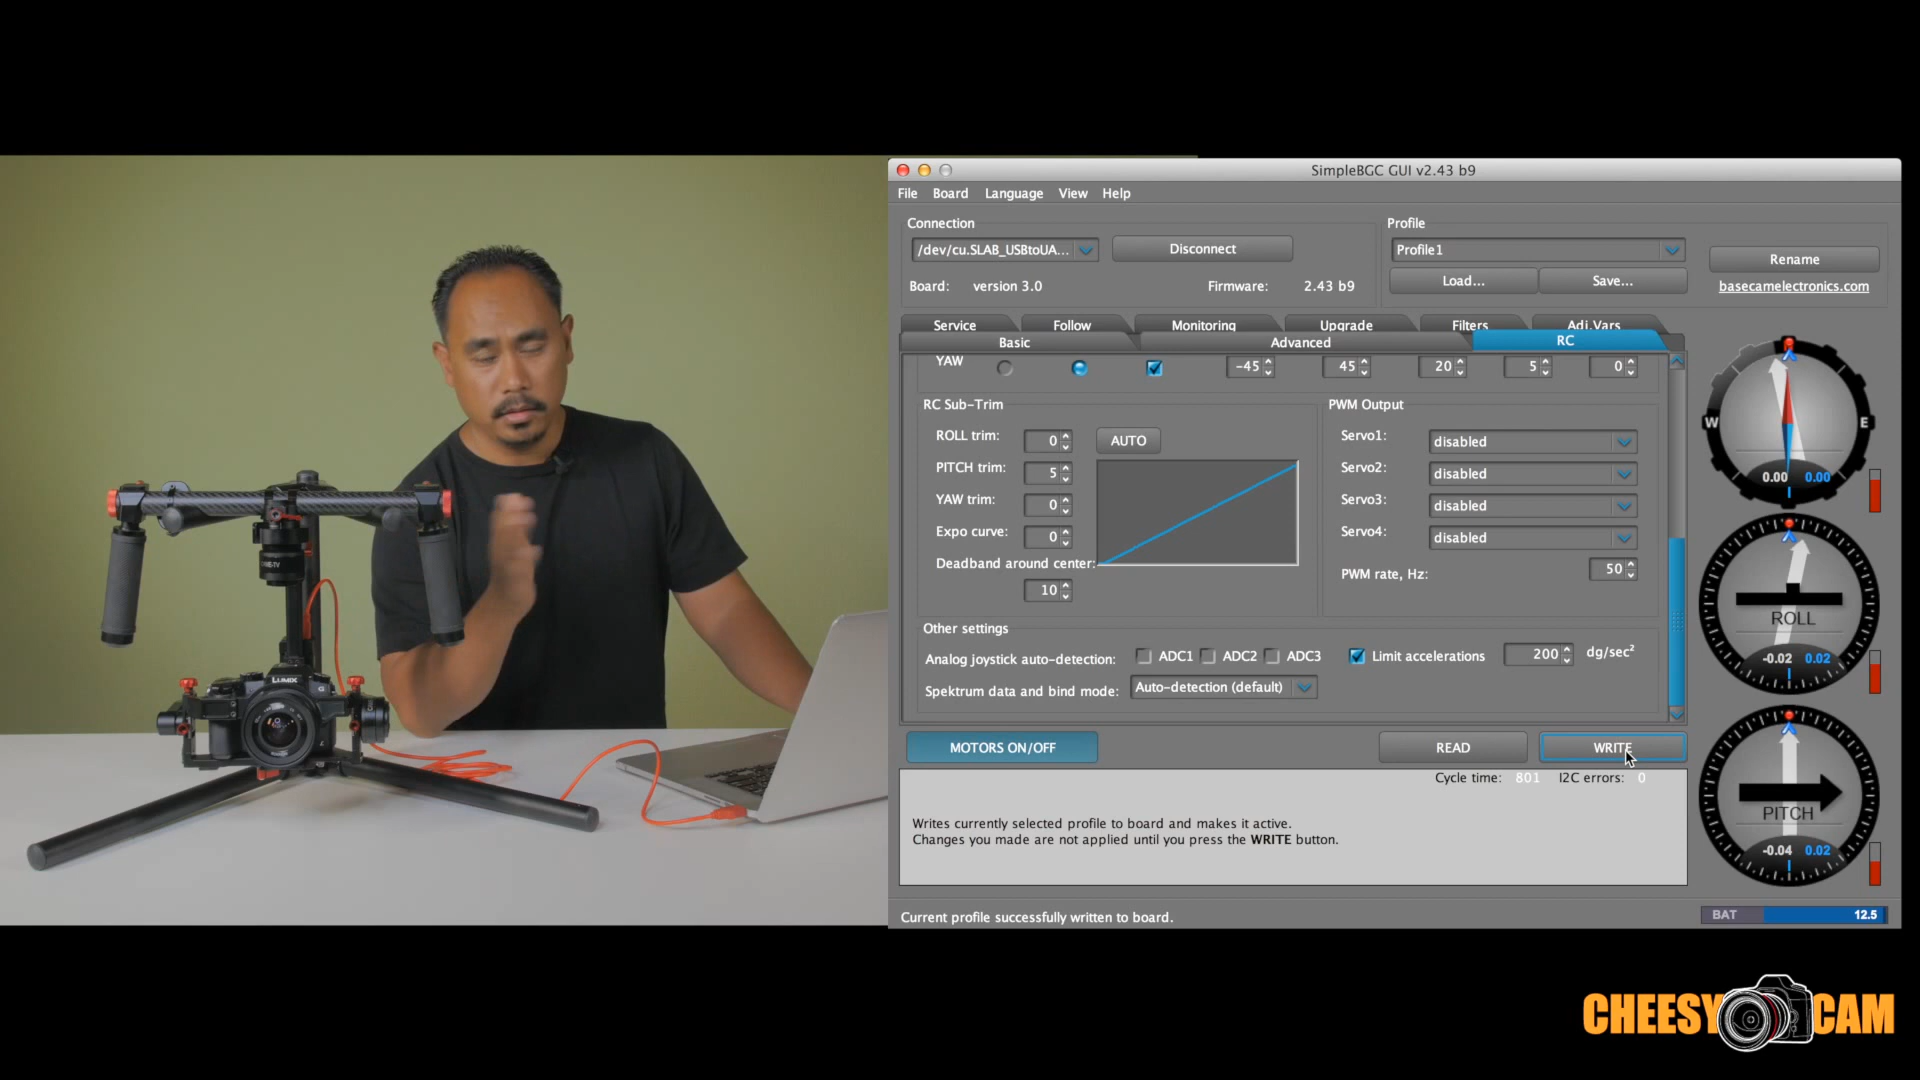 SimpleBGC GUI v2.43 b9
File Board Language View Help
Connection
/dev/cu.SLAB_USBtoUA... Disconnect
Board: version 3.0 Firmware: 2.43 b9
Profile
Profile1
Load... Save...
Rename
basecamelectronics.com
Service Follow Monitoring Upgrade Filters Adj.Vars
Basic Advanced RC
YAW -45 45 20 5 0
RC Sub-Trim
ROLL trim: 0 AUTO
PITCH trim: 5
YAW trim: 0
Expo curve: 0
Deadband around center:
10
PWM Output
Servo1: disabled
Servo2: disabled
Servo3: disabled
Servo4: disabled
PWM rate, Hz: 50
Other settings
Analog joystick auto-detection: ADC1 ADC2 ADC3 Limit accelerations 200 dg/sec²
Spektrum data and bind mode: Auto-detection (default)
MOTORS ON/OFF READ WRITE
Cycle time: 801 I2C errors: 0
Writes currently selected profile to board and makes it active.
Changes you made are not applied until you press the WRITE button.
Current profile successfully written to board.
W E
0.00 0.00
ROLL
-0.02 0.02
PITCH
-0.04 0.02
BAT 12.5
LUMIX
CHEESYCAM